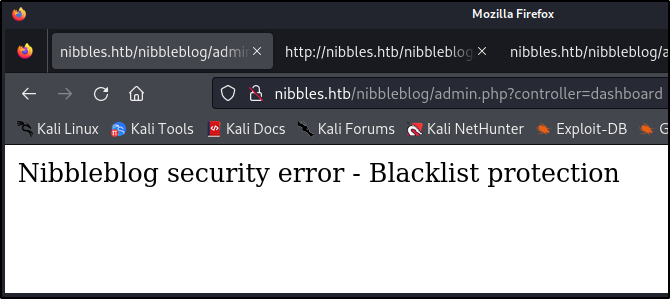 Mozilla Firefox
nibbles.htb/nibbleblog/admi
http://nibbles.htb/nibbleblog
nibbles.htb/nibbleblog/a
nibbles.htb/nibbleblog/admin.php?controller=dashboard
Kali Linux Kali Tools Kali Docs Kali Forums Kali NetHunter Exploit-DB G
Nibbleblog security error - Blacklist protection